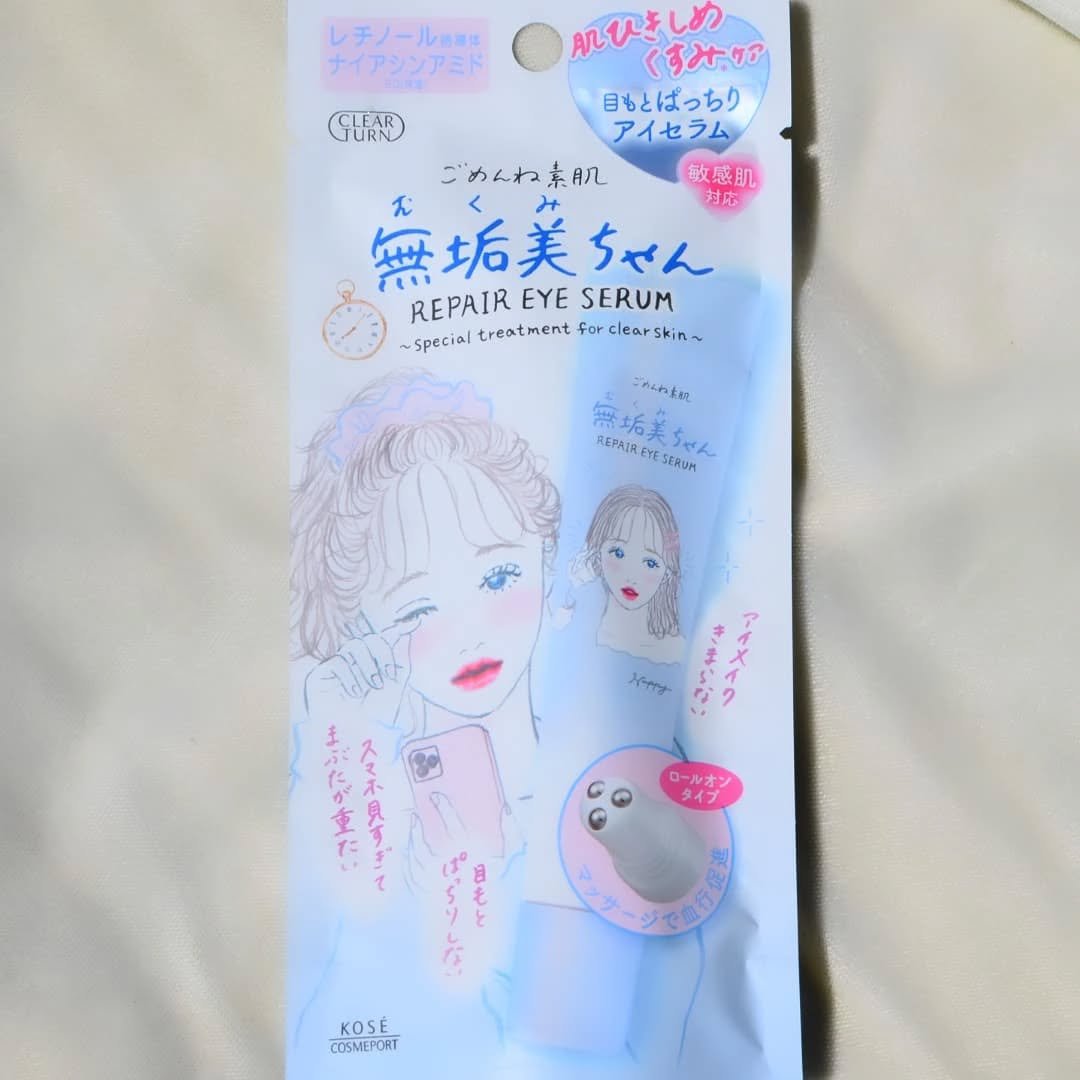 レチノール誘導体
ナイアシンアミド
肌ひきしめ
くすみ*ケア
目もとぱっちり
アイセラム
敏感肌
対応
CLEAR
TURN
ごめんね素肌
むくみ
無垢美ちゃん
REPAIR EYE SERUM
~special treatment for clear skin~
ごめんね素肌
むくみ
無垢美ちゃん
REPAIR EYE SERUM
Happy
アイメイク
きまらない
スマホ見すぎて
まぶたが重たい
目もと
ぱっちりしない
ロールオン
タイプ
マッサージで血行促進
KOSÉ
COSMEPORT